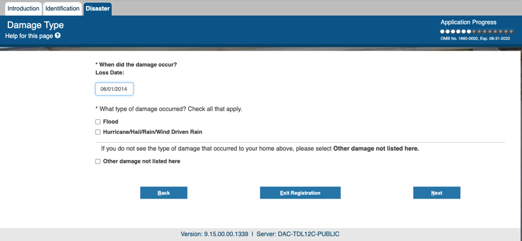 Introduction Identification Disaster
Damage Type
Help for this page ?
Application Progress
OMB No. 1660-0002, Exp. 08-31-2022
* When did the damage occur?
Loss Date:
06/01/2014
* What type of damage occurred? Check all that apply.
Flood
Hurricane/Hail/Rain/Wind Driven Rain
If you do not see the type of damage that occurred to your home above, please select Other damage not listed here.
Other damage not listed here
Back Exit Registration Next
Version: 9.15.00.00.1339 | Server: DAC-TDL12C-PUBLIC